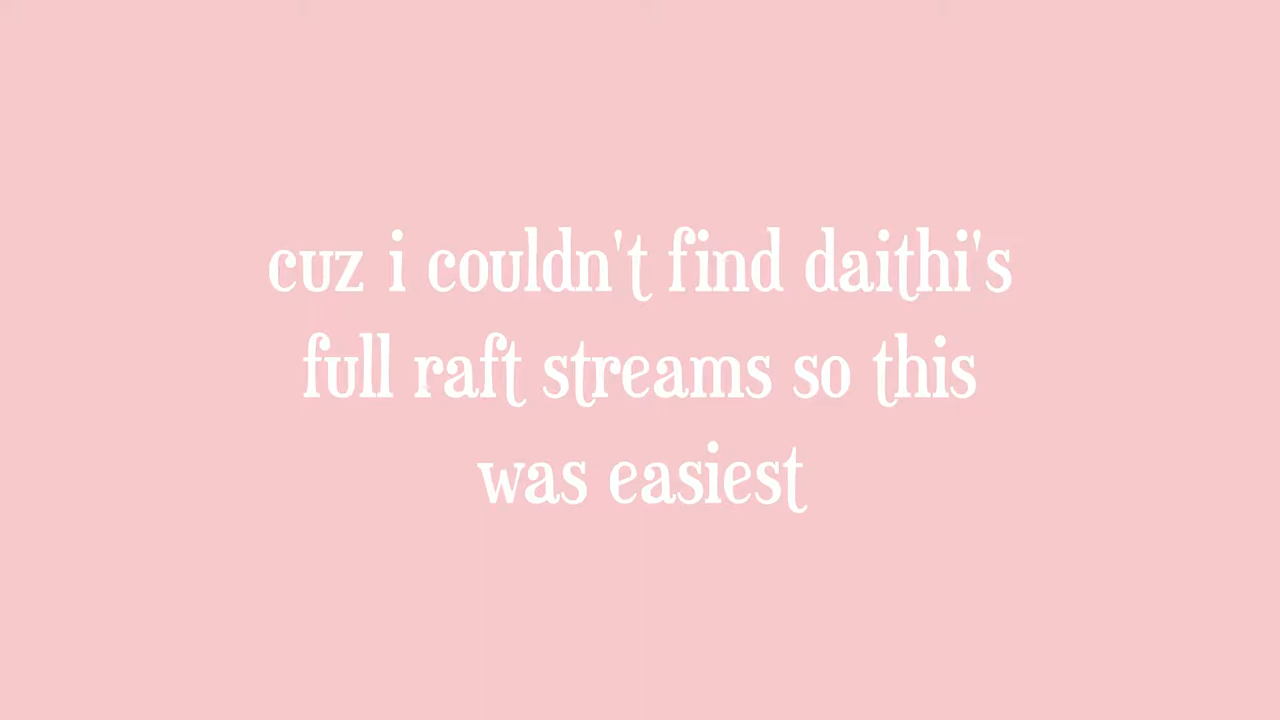 cuz i couldn't find daithi's
full raft streams so this
was easiest